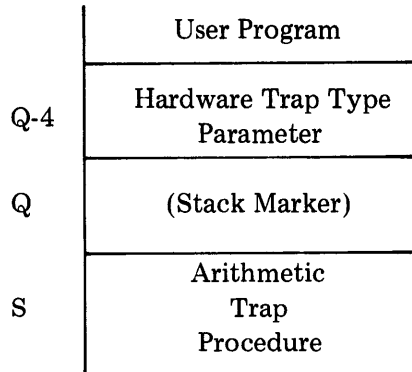 User Program
Q-4
Hardware Trap Type
Parameter
Q
(Stack Marker)
S
Arithmetic
Trap
Procedure